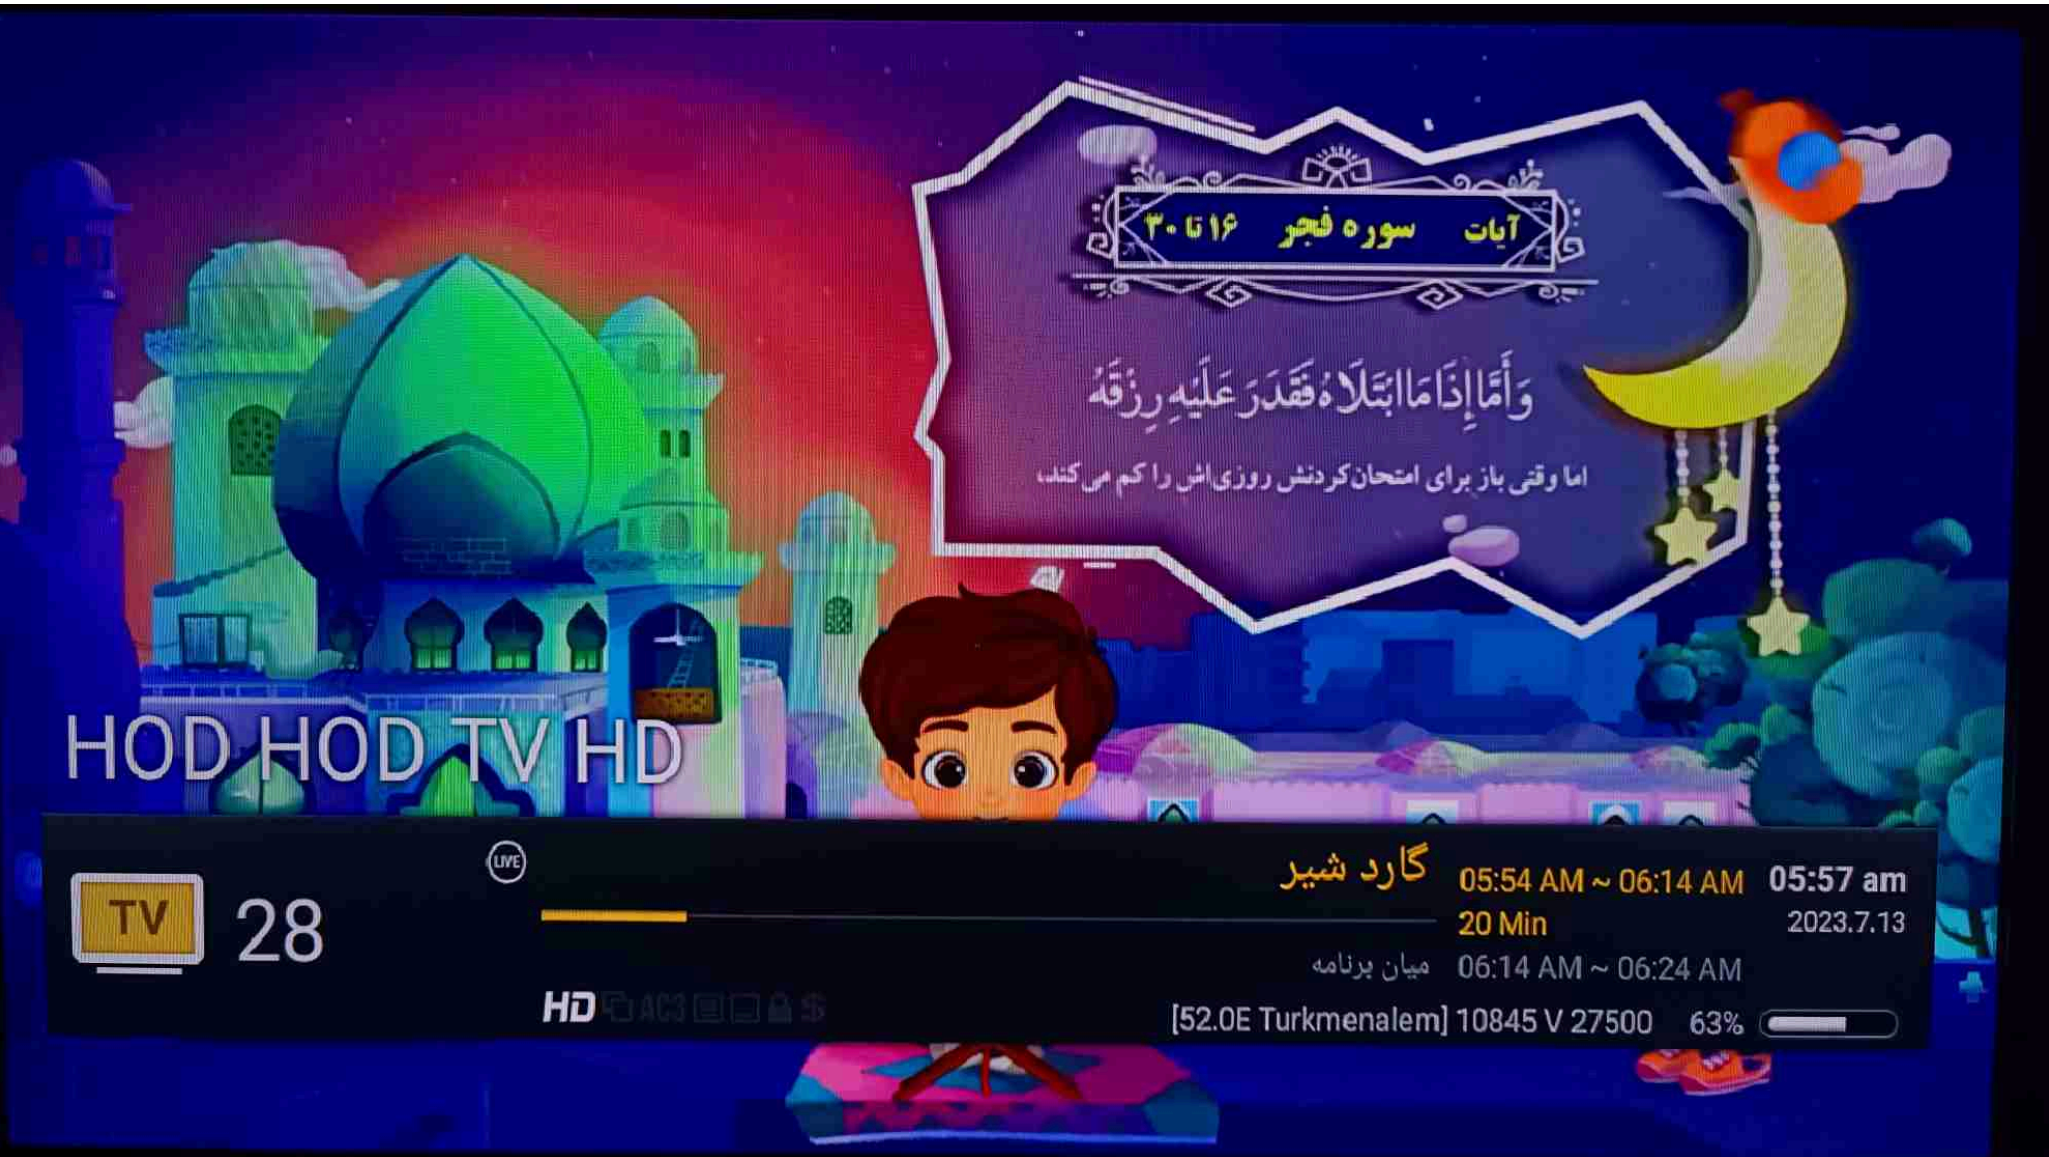 آیات سوره فجر ۱۶ تا ۳۰
وَأَمَّا إِذَا مَا ابْتَلَاهُ فَقَدَرَ عَلَيْهِ رِزْقَهُ
اما وقتی باز برای امتحان‌کردنش روزی‌اش را کم می‌کند،
HOD HOD TV HD
LIVE
گارد شیر 05:54 AM ~ 06:14 AM 05:57 am
TV 28
20 Min 2023.7.13
میان برنامه 06:14 AM ~ 06:24 AM
HD AC3 $
[52.0E Turkmenalem] 10845 V 27500 63%